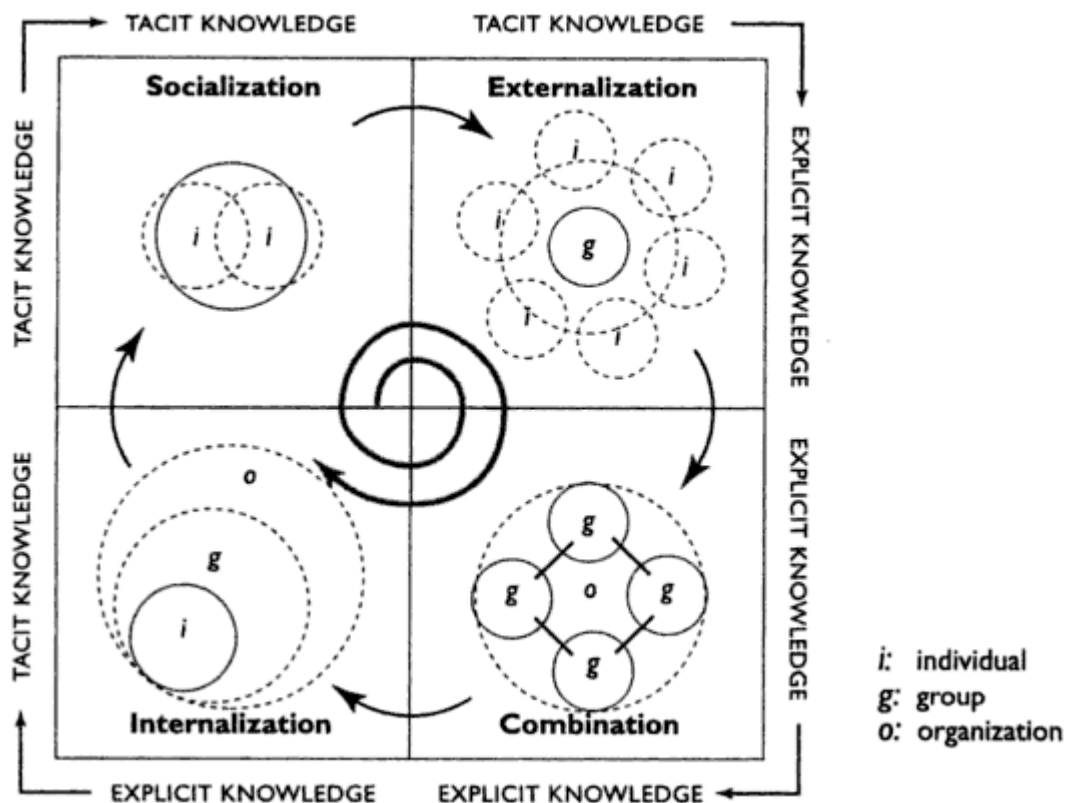 TACIT KNOWLEDGE
TACIT KNOWLEDGE
TACIT KNOWLEDGE
EXPLICIT KNOWLEDGE
Socialization
Externalization
i
i
i
i
i
i
i
i
g
TACIT KNOWLEDGE
EXPLICIT KNOWLEDGE
o
g
i
g
g
o
g
g
Internalization
Combination
i: individual
g: group
o: organization
EXPLICIT KNOWLEDGE
EXPLICIT KNOWLEDGE